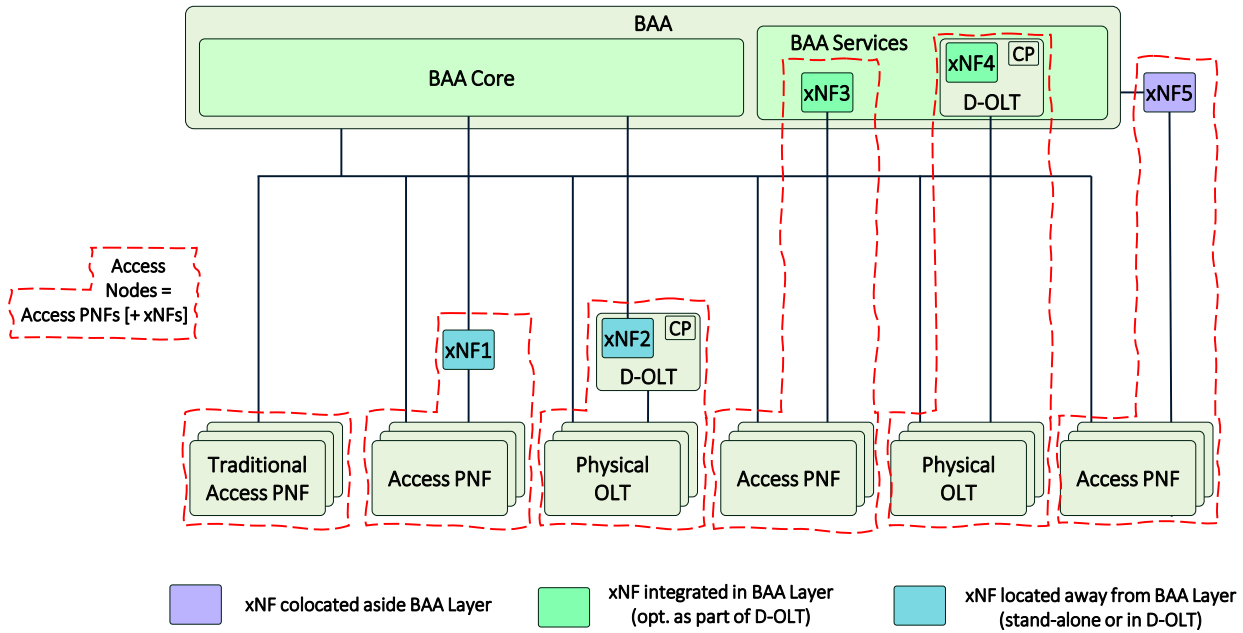 BAA
BAA Core
BAA Services
xNF3
xNF4
CP
D-OLT
xNF5
Access
Nodes =
Access PNFs [+ xNFs]
xNF1
xNF2
CP
D-OLT
Traditional
Access PNF
Access PNF
Physical
OLT
Access PNF
Physical
OLT
Access PNF
xNF colocated aside BAA Layer
xNF integrated in BAA Layer
(opt. as part of D-OLT)
xNF located away from BAA Layer
(stand-alone or in D-OLT)